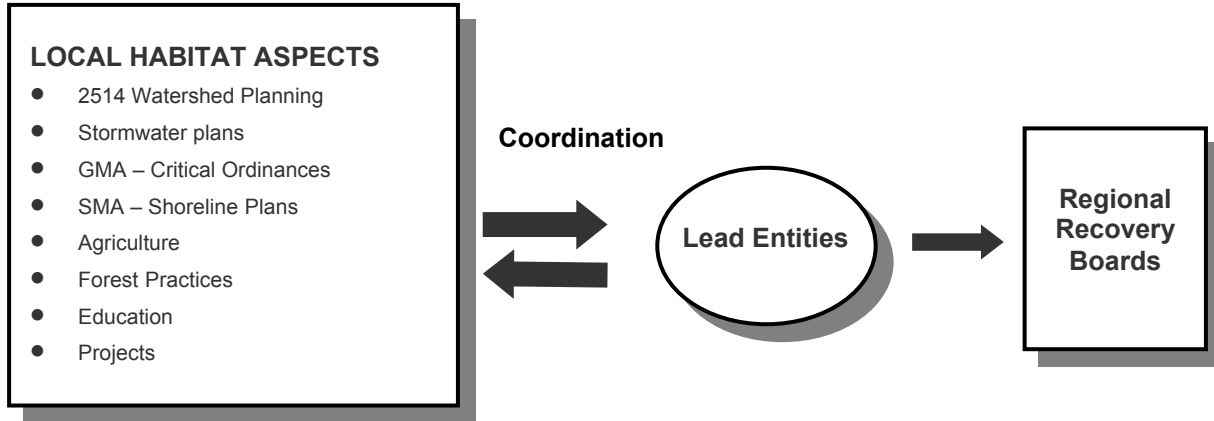 LOCAL HABITAT ASPECTS
● 2514 Watershed Planning
● Stormwater plans
● GMA – Critical Ordinances
● SMA – Shoreline Plans
● Agriculture
● Forest Practices
● Education
● Projects
Coordination
Lead Entities
Regional
Recovery
Boards